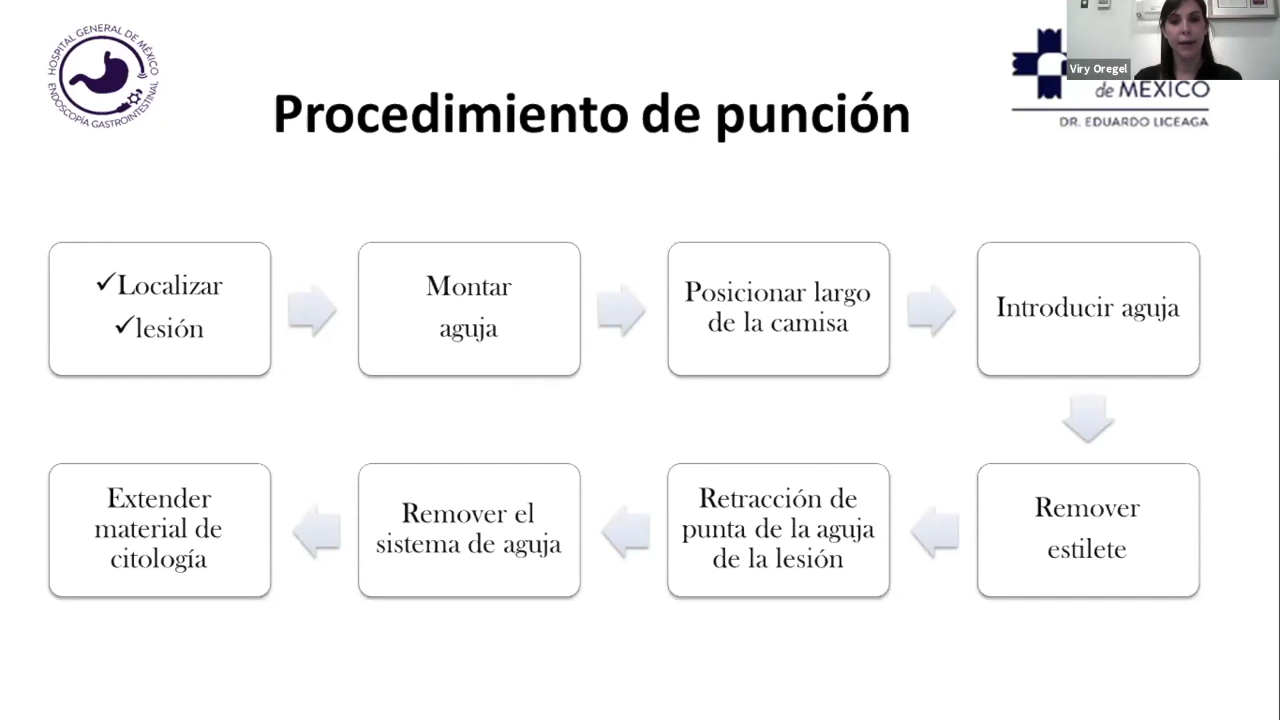 HOSPITAL GENERAL DE MÉXICO
ENDOSCOPÍA GASTROINTESTINAL
Viry Oregel
de MÉXICO
DR. EDUARDO LICEAGA
Procedimiento de punción
✓Localizar
✓lesión
Montar
aguja
Posicionar largo
de la camisa
Introducir aguja
Remover
estilete
Retracción de
punta de la aguja
de la lesión
Remover el
sistema de aguja
Extender
material de
citología